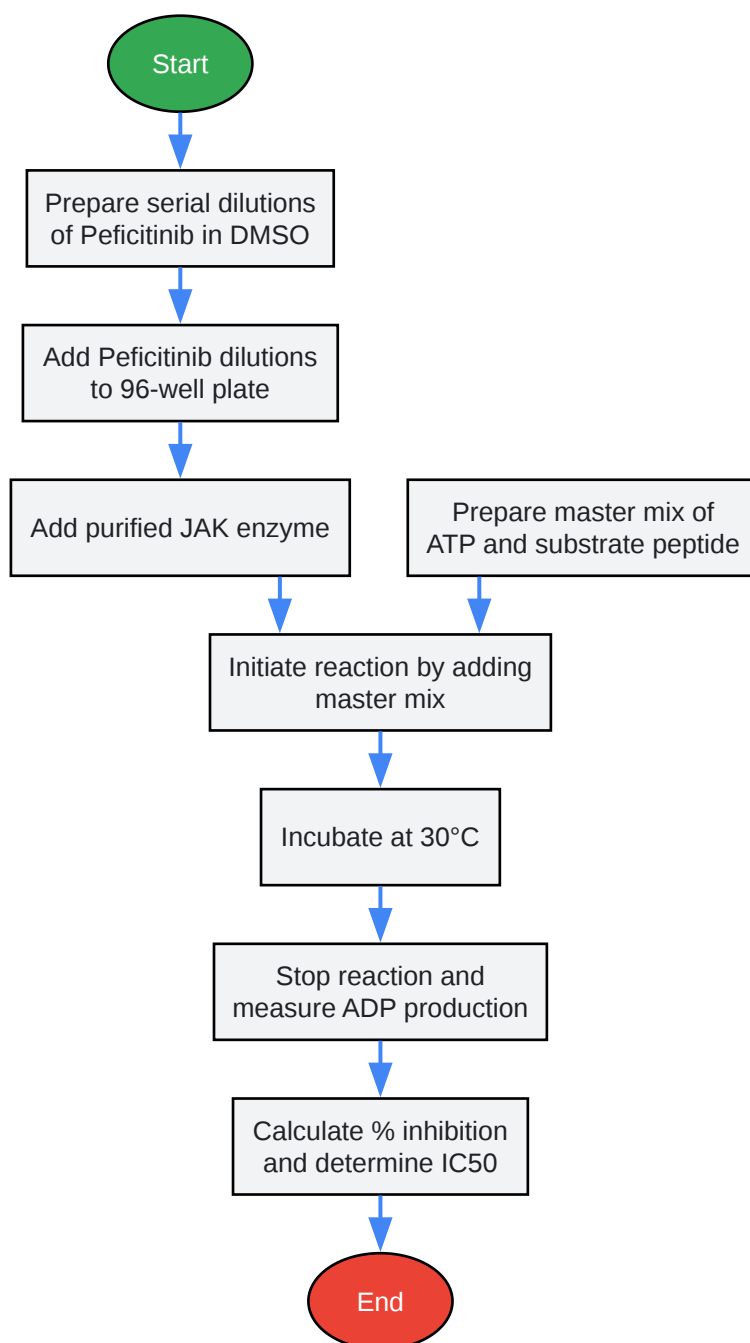 Start
Prepare serial dilutions
of Peficitinib in DMSO
Add Peficitinib dilutions
to 96-well plate
Add purified JAK enzyme
Prepare master mix of
ATP and substrate peptide
Initiate reaction by adding
master mix
Incubate at 30°C
Stop reaction and
measure ADP production
Calculate % inhibition
and determine IC50
End